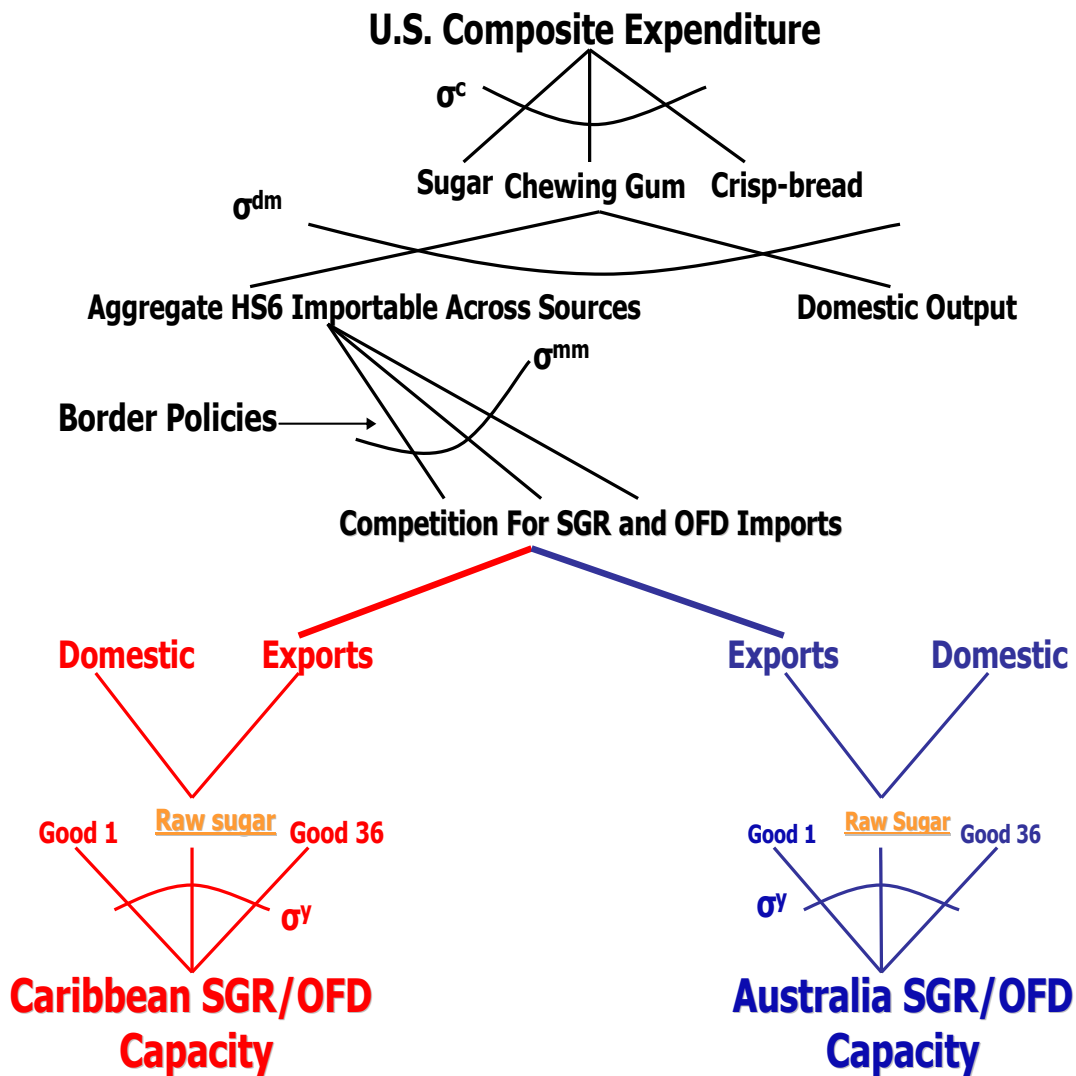 U.S. Composite Expenditure
σᶜ
Sugar Chewing Gum Crisp-bread
σᵈᵐ
Aggregate HS6 Importable Across Sources Domestic Output
σᵐᵐ
Border Policies
Competition For SGR and OFD Imports
Domestic Exports Exports Domestic
Good 1 Raw sugar Good 36 Good 1 Raw Sugar Good 36
σʸ σʸ
Caribbean SGR/OFD Australia SGR/OFD
Capacity Capacity